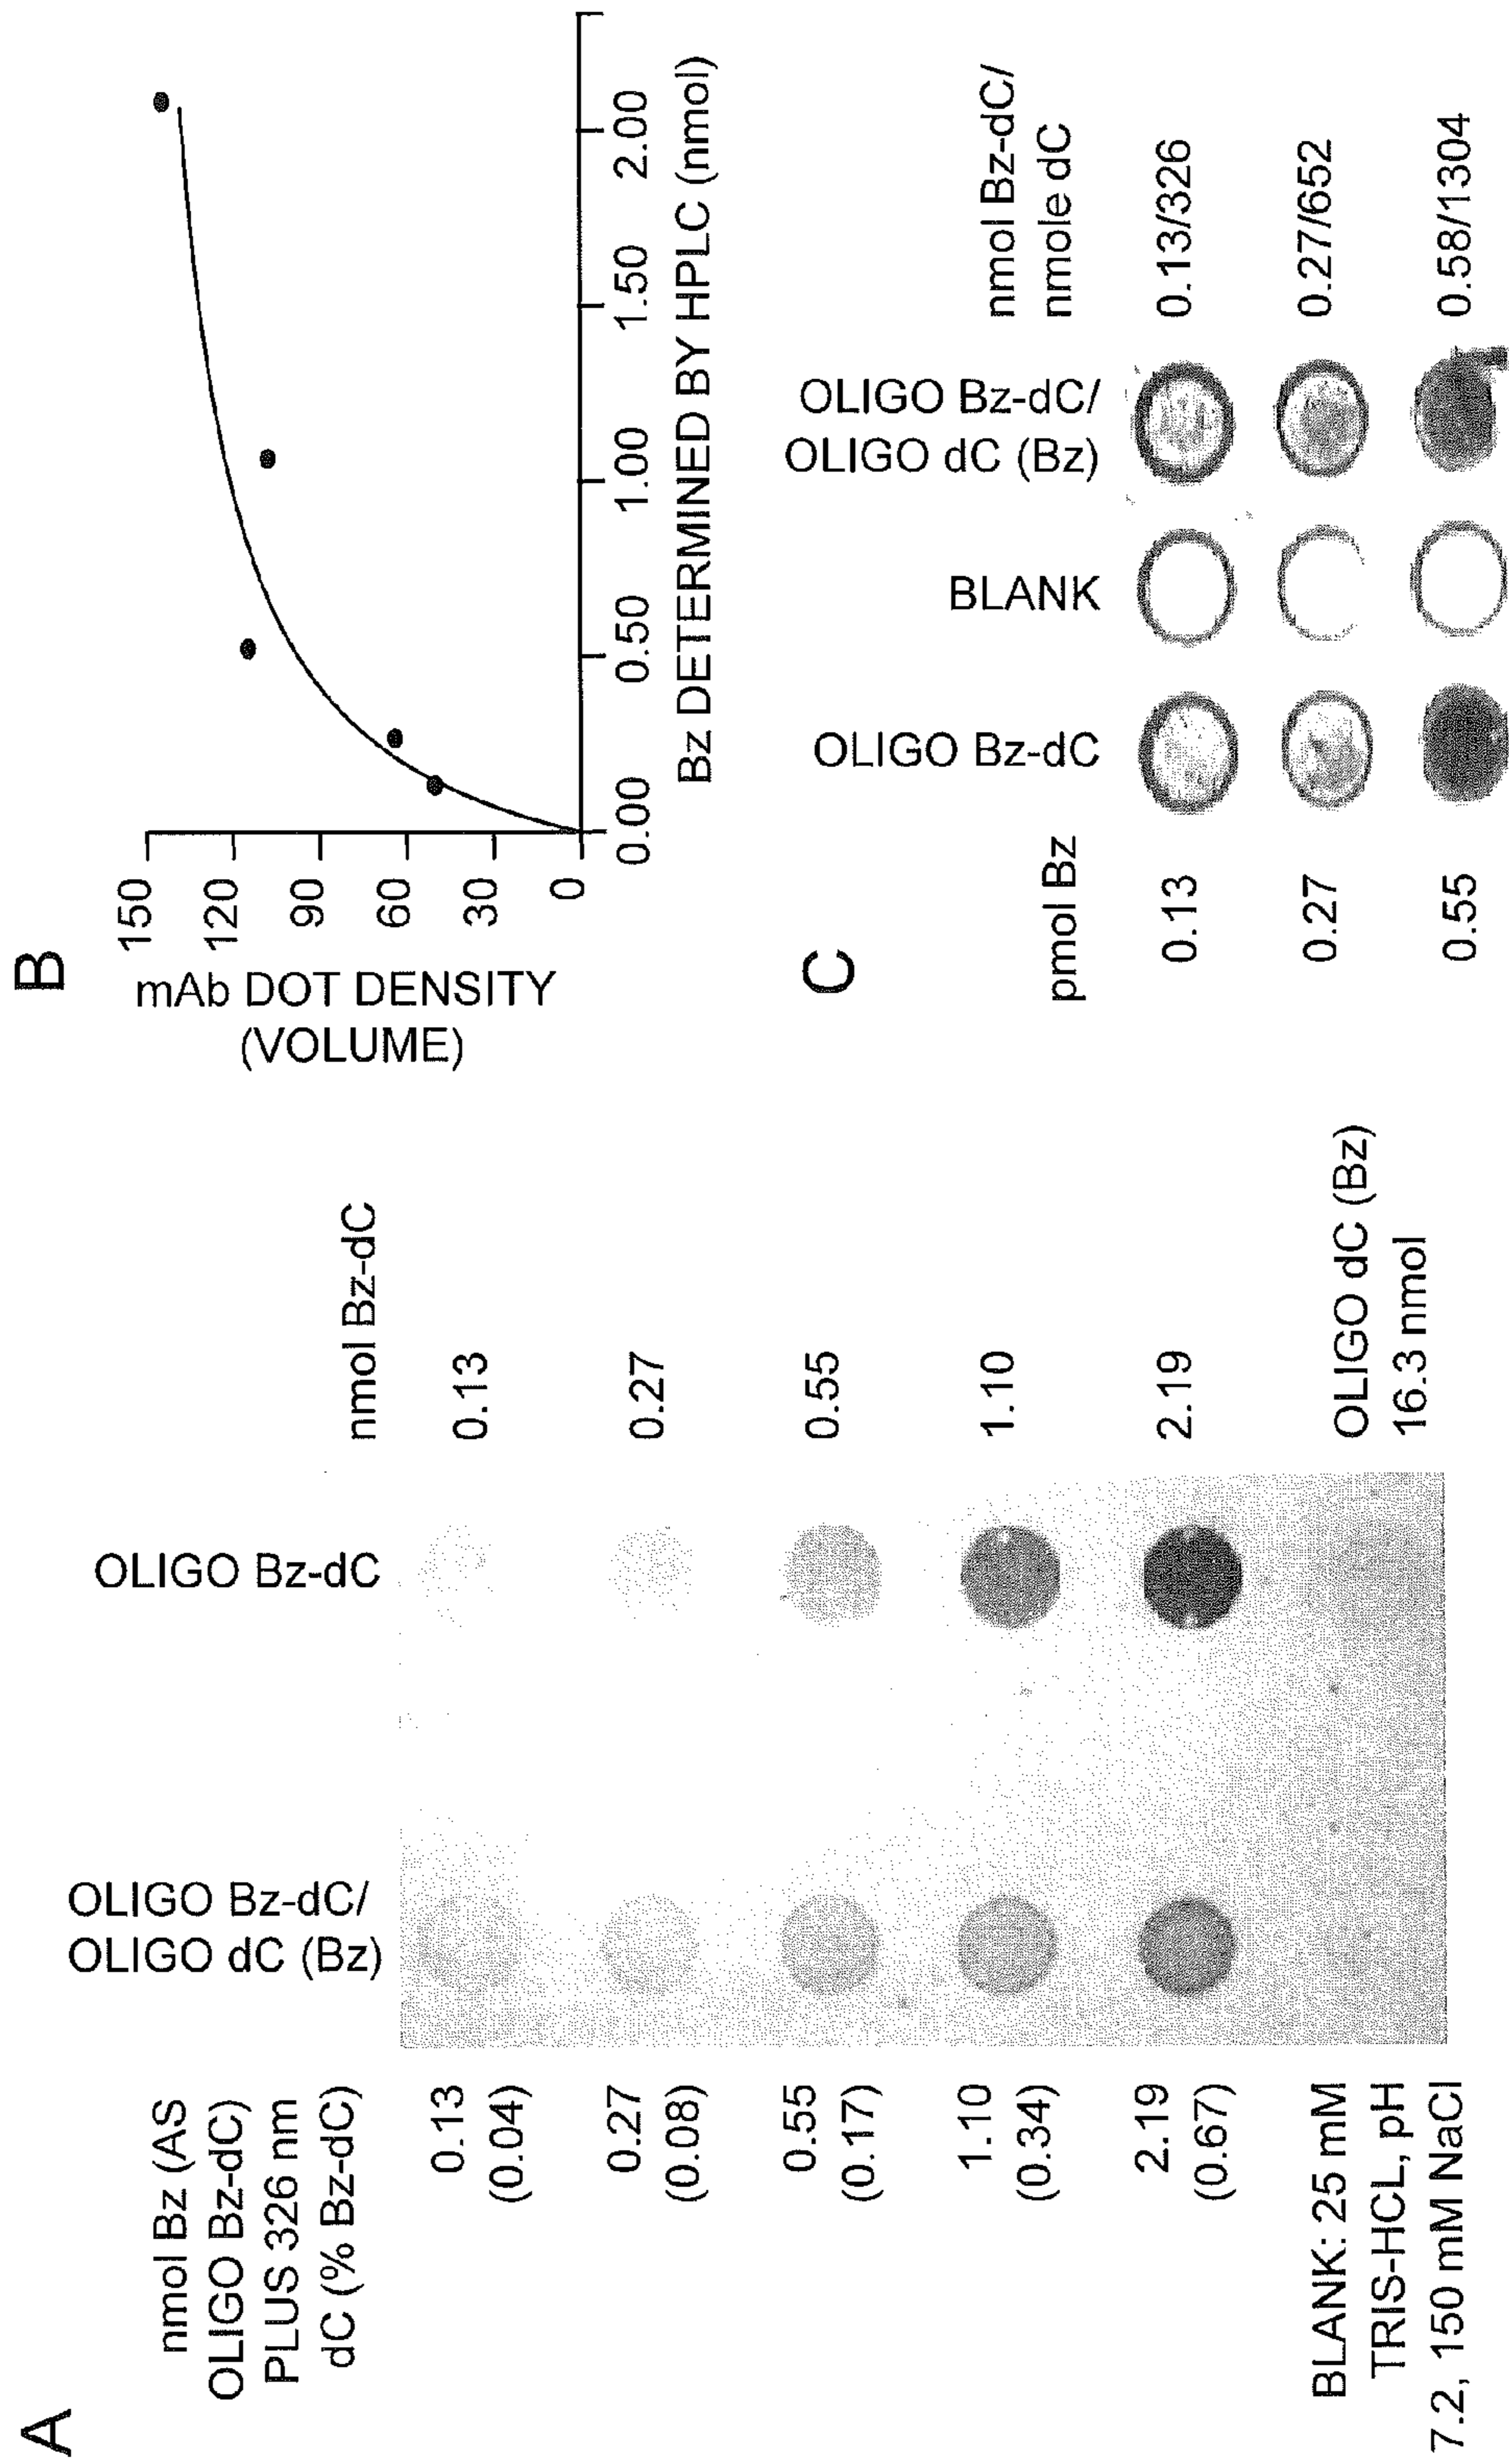 A
nmol Bz (AS
OLIGO Bz-dC)
PLUS 326 nm
dC (% Bz-dC)
OLIGO Bz-dC/
OLIGO dC (Bz)
OLIGO Bz-dC
nmol Bz-dC
0.13
(0.04)
0.13
0.27
(0.08)
0.27
0.55
(0.17)
0.55
1.10
(0.34)
1.10
2.19
(0.67)
2.19
BLANK: 25 mM
TRIS-HCL, pH
7.2, 150 mM NaCl
OLIGO dC (Bz)
16.3 nmol
B
mAb DOT DENSITY
(VOLUME)
150
120
90
60
30
0
0.00
0.50
1.00
1.50
2.00
Bz DETERMINED BY HPLC (nmol)
C
pmol Bz
OLIGO Bz-dC
BLANK
OLIGO Bz-dC/
OLIGO dC (Bz)
nmol Bz-dC/
nmole dC
0.13
0.13/326
0.27
0.27/652
0.55
0.58/1304